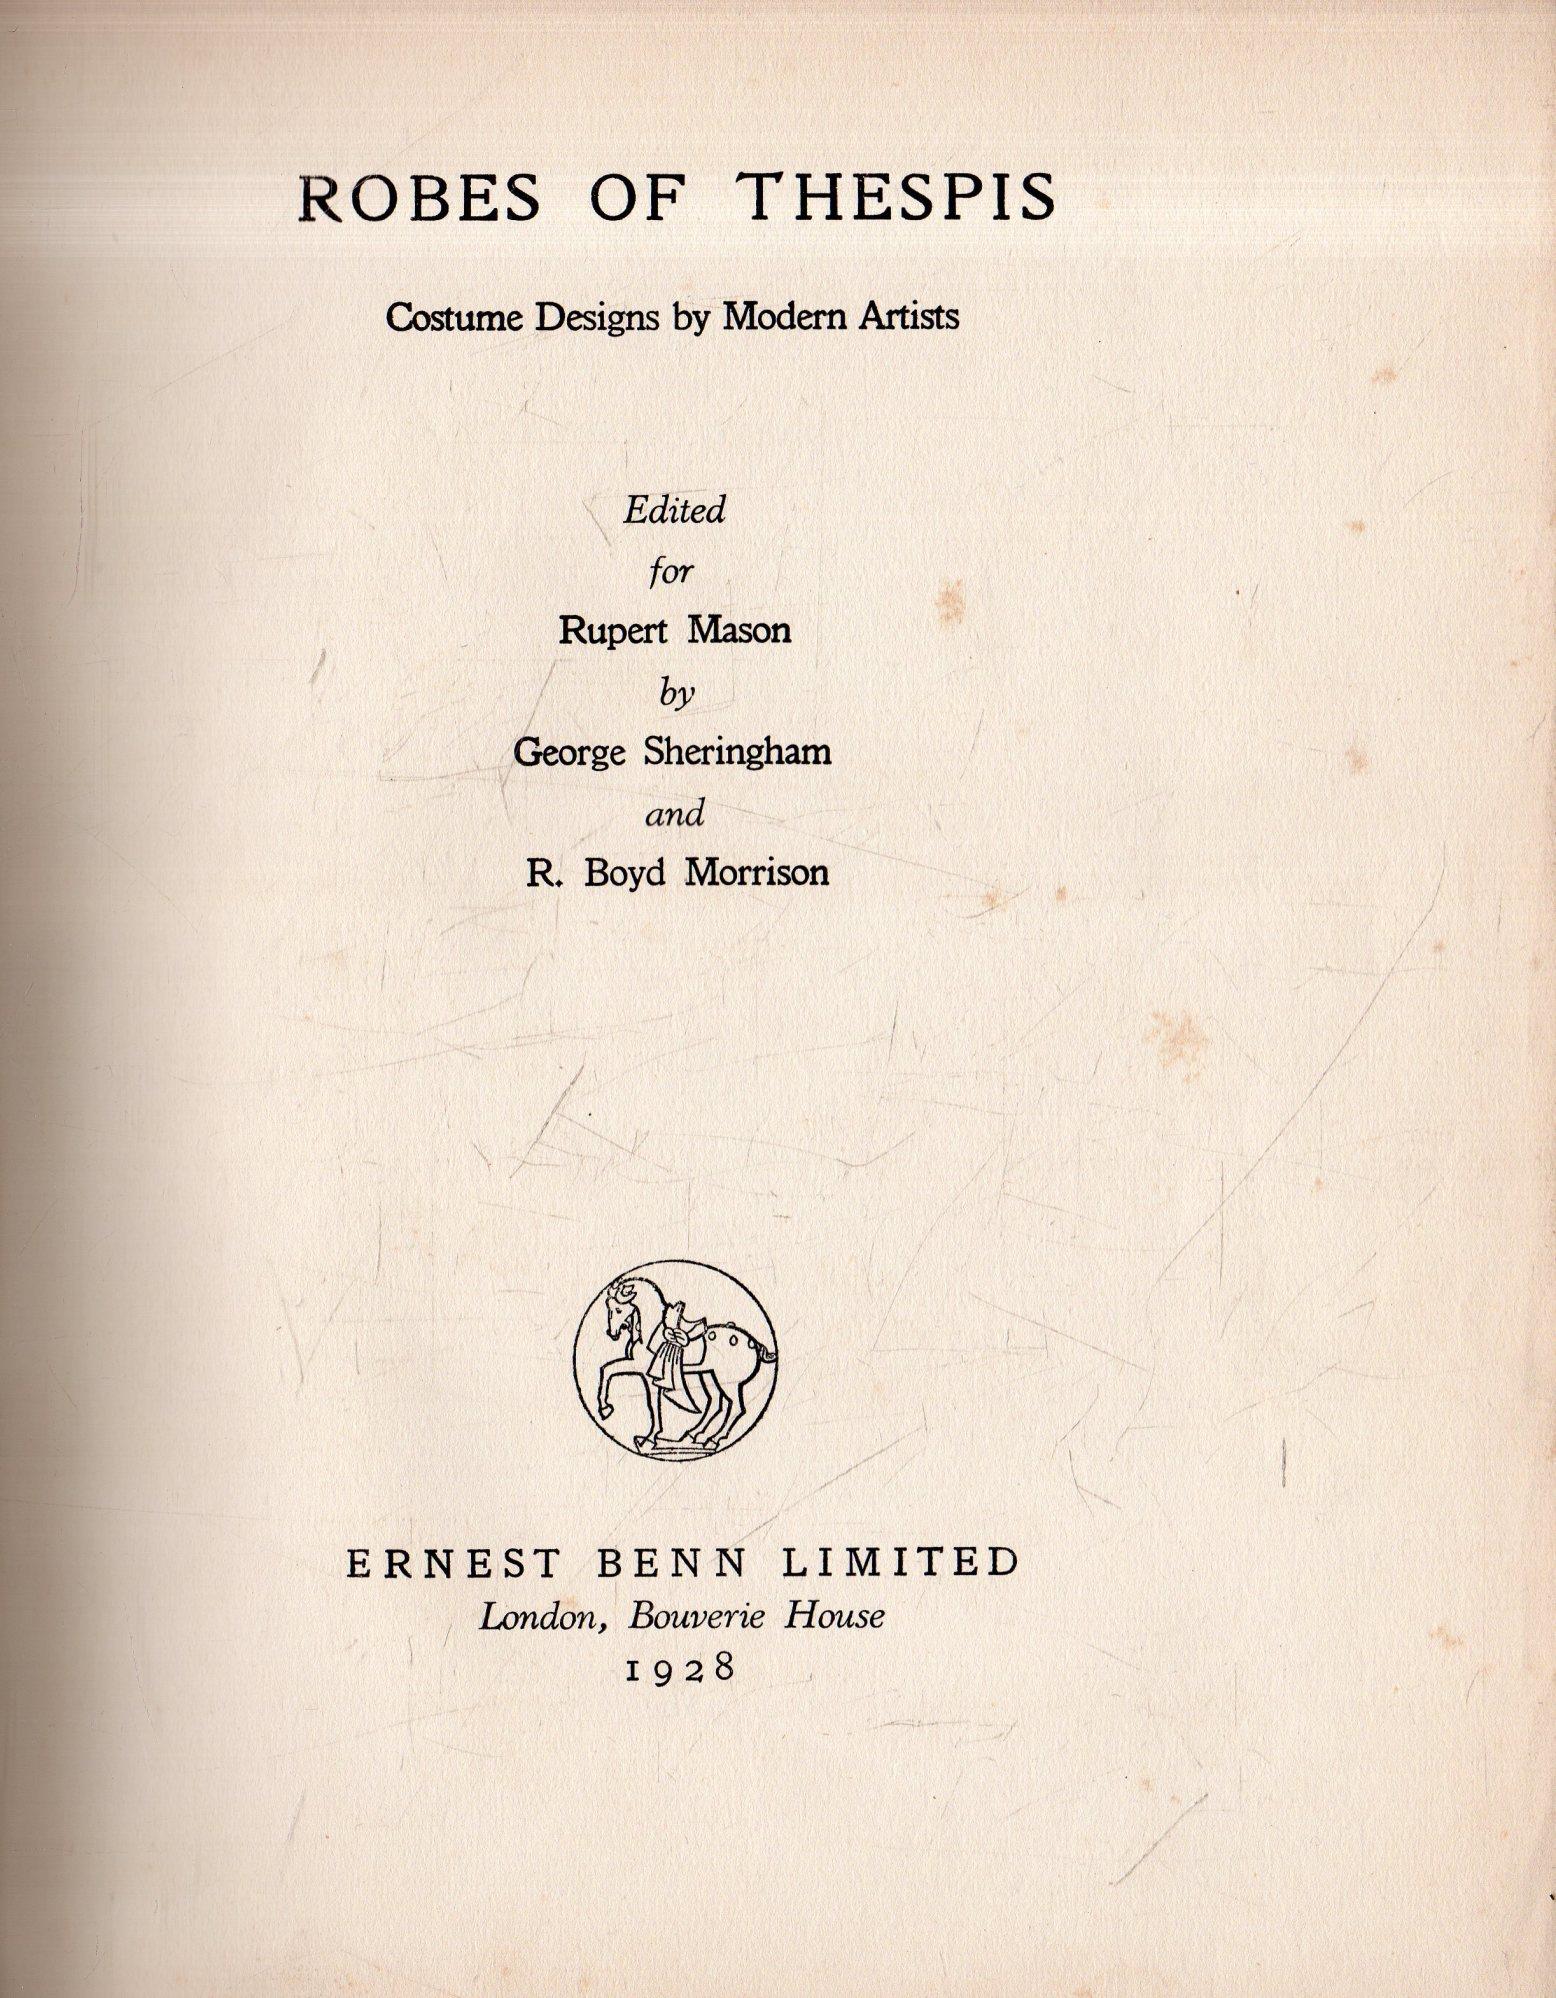 ROBES OF THESPIS
Costume Designs by Modern Artists
Edited
for
Rupert Mason
by
George Sheringham
and
R. Boyd Morrison
ERNEST BENN LIMITED
London, Bouverie House
1928